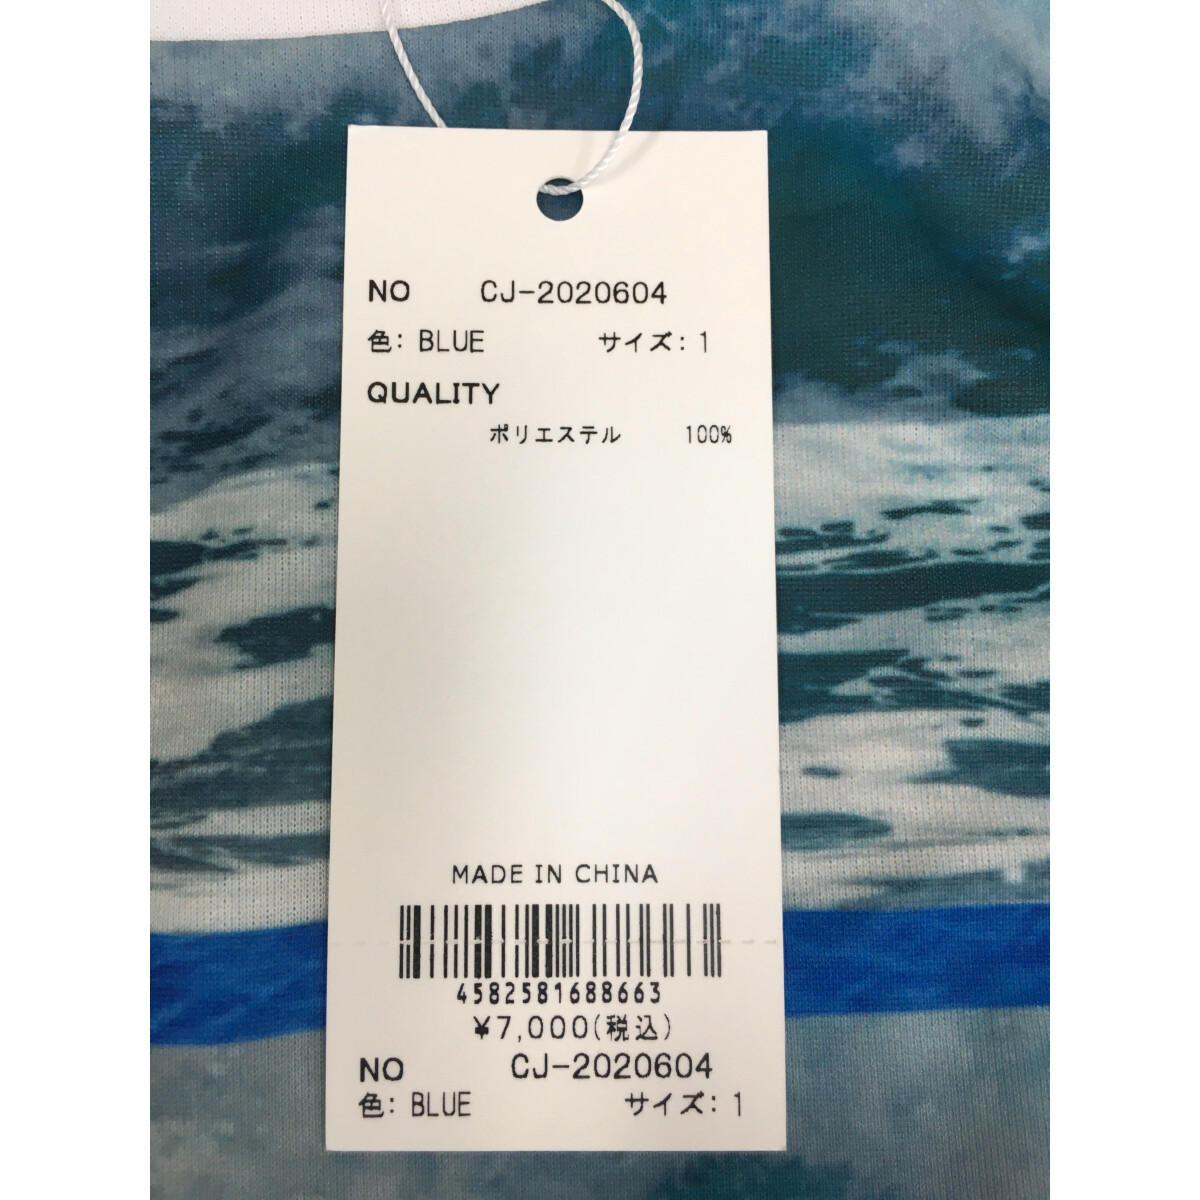 NO CJ-2020604
色: BLUE サイズ: 1
QUALITY
ポリエステル 100%
MADE IN CHINA
4582581688663
¥7,000(税込)
NO CJ-2020604
色: BLUE サイズ: 1